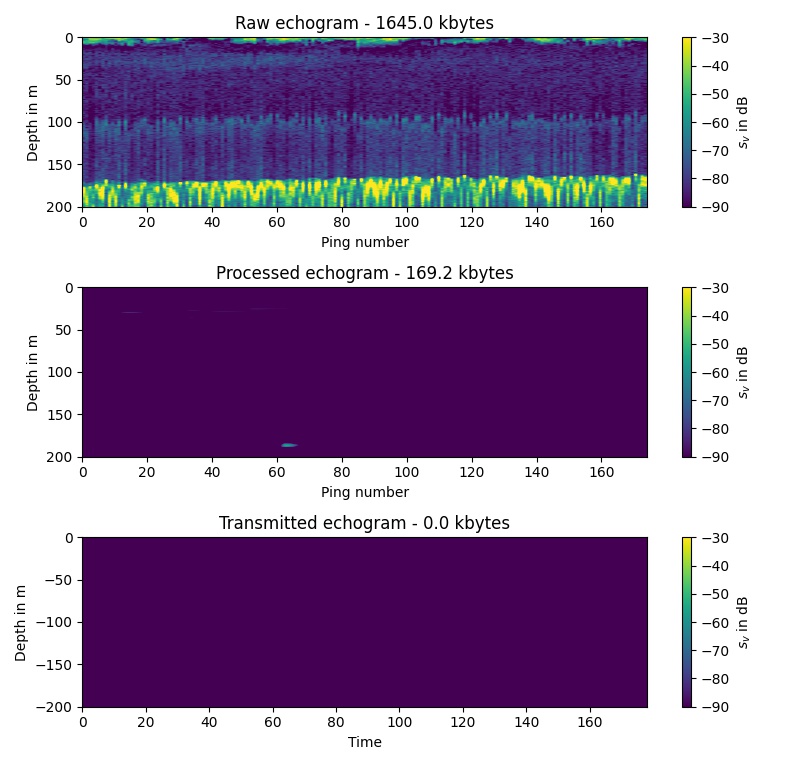 Raw echogram - 1645.0 kbytes
0
50
100
150
200
Depth in m
0 20 40 60 80 100 120 140 160
Ping number
−30
−40
−50
−60
−70
−80
−90
sv in dB
Processed echogram - 169.2 kbytes
0
50
100
150
200
Depth in m
0 20 40 60 80 100 120 140 160
Ping number
−30
−40
−50
−60
−70
−80
−90
sv in dB
Transmitted echogram - 0.0 kbytes
0
−50
−100
−150
−200
Depth in m
0 20 40 60 80 100 120 140 160
Time
−30
−40
−50
−60
−70
−80
−90
sv in dB